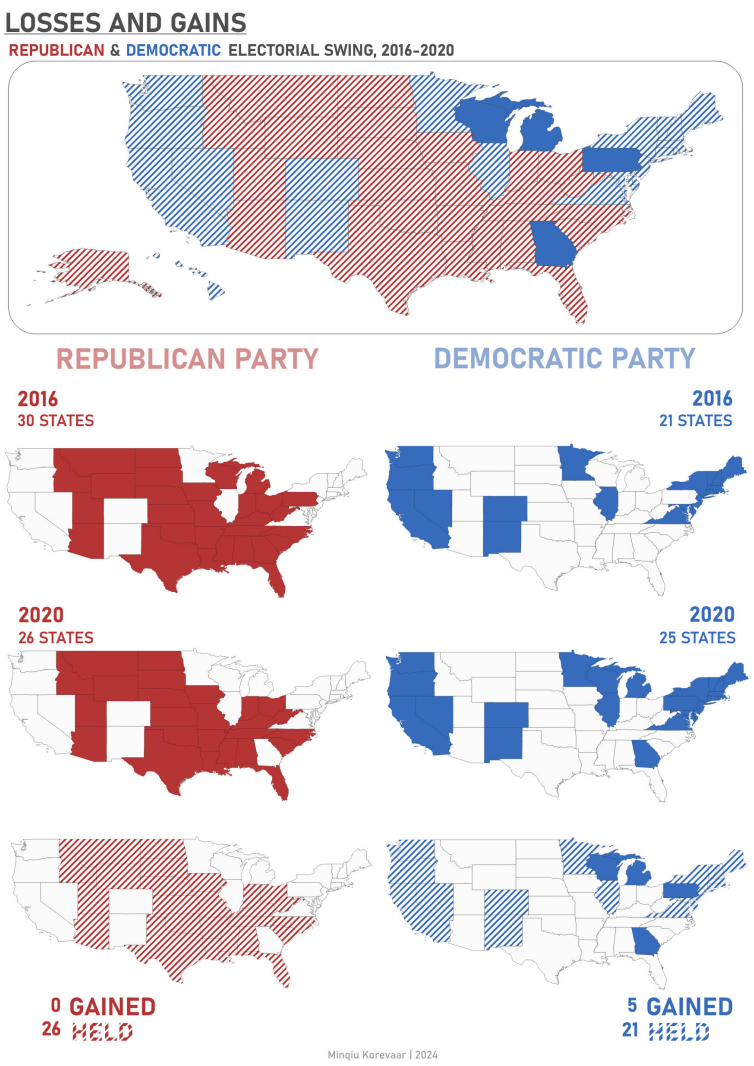 LOSSES AND GAINS
REPUBLICAN & DEMOCRATIC ELECTORIAL SWING, 2016-2020
REPUBLICAN PARTY
DEMOCRATIC PARTY
2016
30 STATES
2016
21 STATES
2020
26 STATES
2020
25 STATES
0 GAINED
26 HELD
5 GAINED
21 HELD
Minqiu Korevaar | 2024